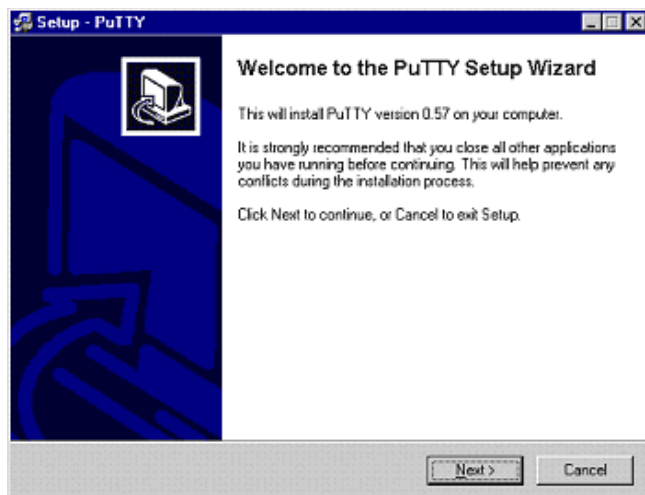 Setup - PuTTY
Welcome to the PuTTY Setup Wizard
This will install PuTTY version 0.57 on your computer.
It is strongly recommended that you close all other applications
you have running before continuing. This will help prevent any
conflicts during the installation process.
Click Next to continue, or Cancel to exit Setup.
Next >
Cancel